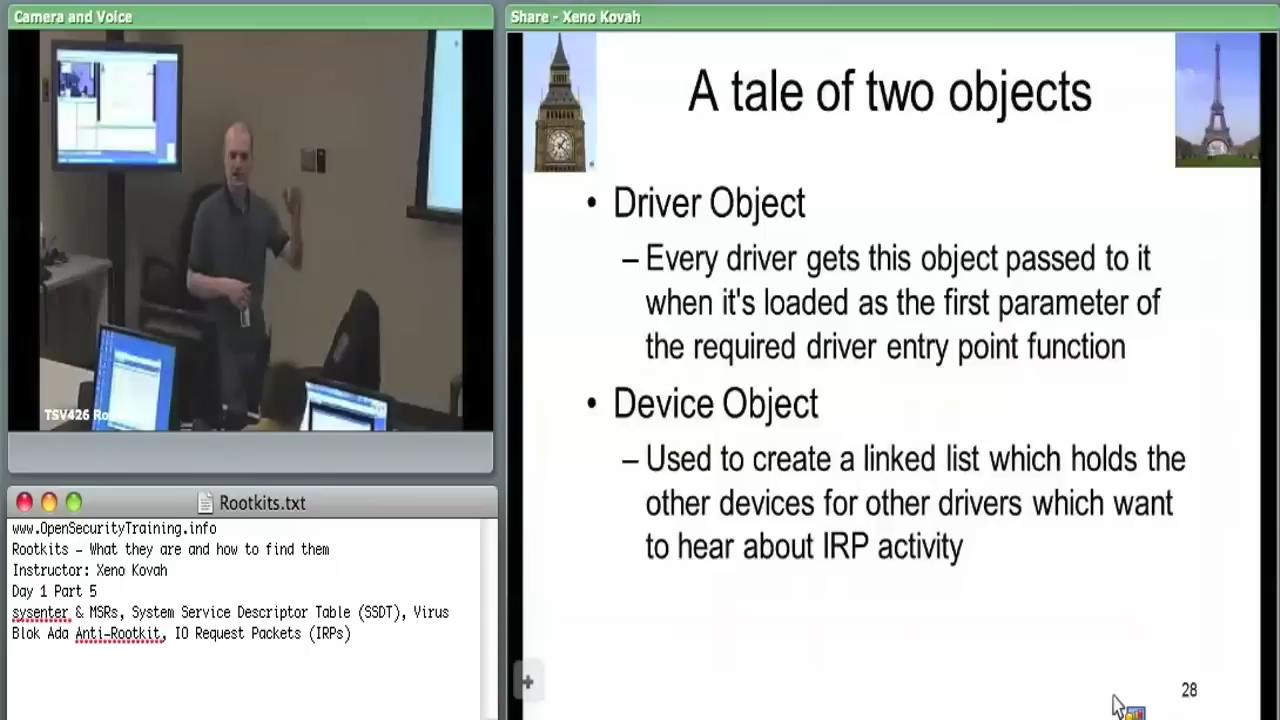 Camera and Voice
TSV426 Ro
Rootkits.txt
www.OpenSecurityTraining.info
Rootkits – What they are and how to find them
Instructor: Xeno Kovah
Day 1 Part 5
sysenter & MSRs, System Service Descriptor Table (SSDT), Virus
Blok Ada Anti-Rootkit, IO Request Packets (IRPs)
Share - Xeno Kovah
A tale of two objects
• Driver Object
– Every driver gets this object passed to it
when it's loaded as the first parameter of
the required driver entry point function
• Device Object
– Used to create a linked list which holds the
other devices for other drivers which want
to hear about IRP activity
28